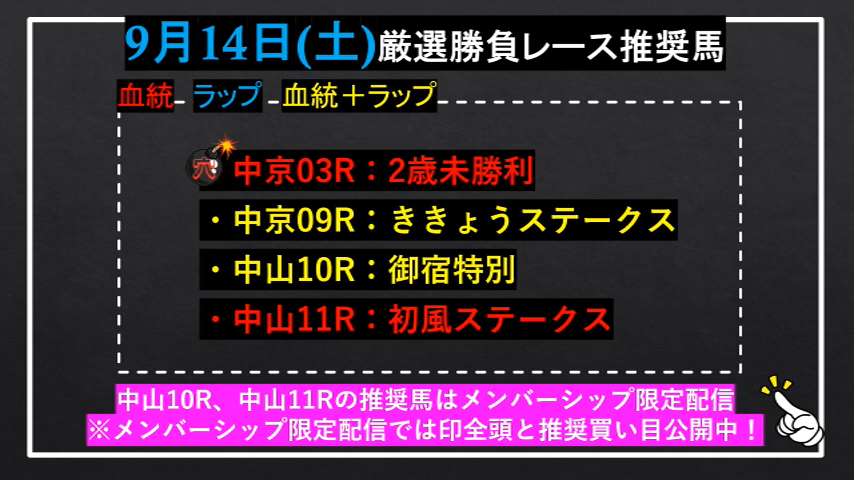 9月14日(土)厳選勝負レース推奨馬
血統 ラップ 血統＋ラップ
穴 中京03R：2歳未勝利
・中京09R：ききょうステークス
・中山10R：御宿特別
・中山11R：初風ステークス
中山10R、中山11Rの推奨馬はメンバーシップ限定配信
※メンバーシップ限定配信では印全頭と推奨買い目公開中！